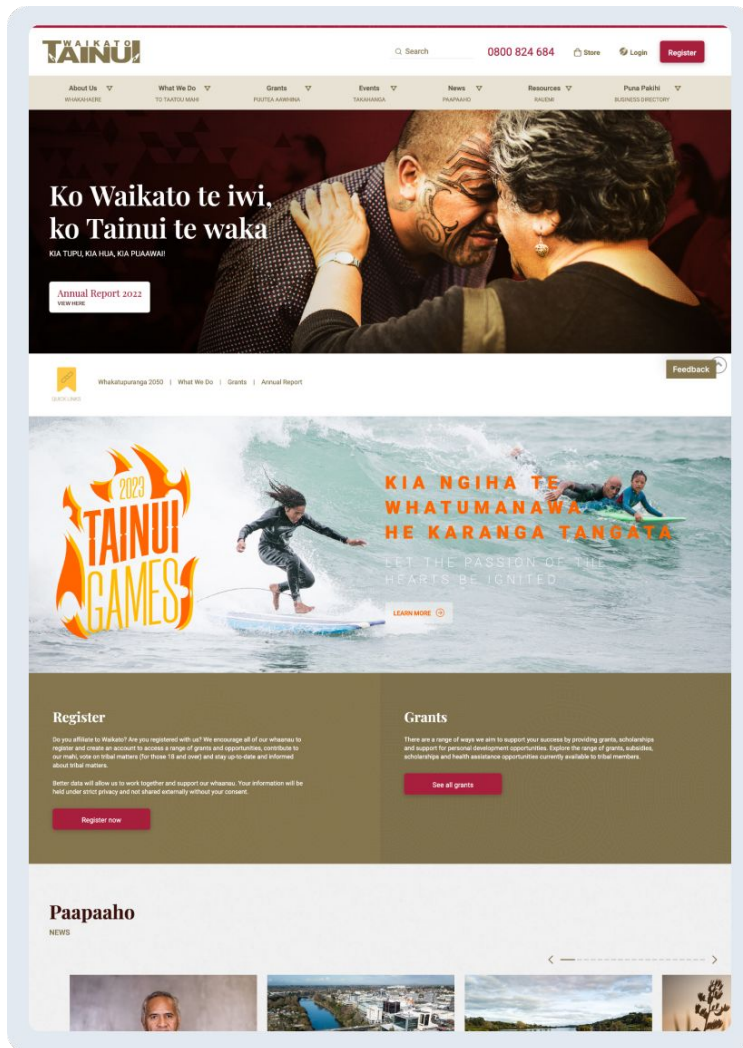 WAIKATO
TAINUI
Search
0800 824 684
Store
Login
Register
About Us
WHAKAHAERE
What We Do
TO TAATOU MAHI
Grants
PUUTEA AAWHINA
Events
TAKAHANGA
News
PAAPAAHO
Resources
RAUEMI
Puna Pakihi
BUSINESS DIRECTORY
Ko Waikato te iwi,
ko Tainui te waka
KIA TUPU, KIA HUA, KIA PUAAWAI!
Annual Report 2022
VIEW HERE
Feedback
QUICK LINKS
Whakatupuranga 2050 | What We Do | Grants | Annual Report
2023
TAINUI
GAMES
KIA NGIHA TE
WHATUMANAWA,
HE KARANGA TANGATA
LET THE PASSION OF THE
HEARTS BE IGNITED
LEARN MORE
Register
Do you affiliate to Waikato? Are you registered with us? We encourage all of our whaanau to
register and create an account to access a range of grants and opportunities, contribute to
our mahi, vote on tribal matters (for those 18 and over) and stay up-to-date and informed
about tribal matters.
Better data will allow us to work together and support our whaanau. Your information will be
held under strict privacy and not shared externally without your consent.
Register now
Grants
There are a range of ways we aim to support your success by providing grants, scholarships
and support for personal development opportunities. Explore the range of grants, subsidies,
scholarships and health assistance opportunities currently available to tribal members.
See all grants
Paapaaho
NEWS